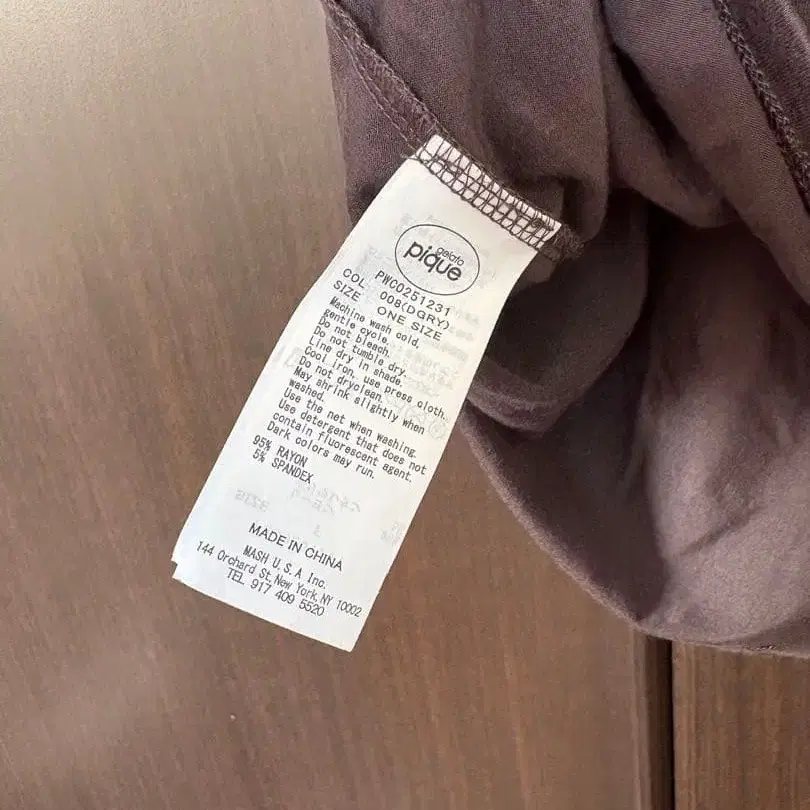 gelato
pique
PWC0251231
COL 008(DGRY)
SIZE ONE SIZE
Machine wash cold,
gentle cycle.
Do not bleach.
Do not tumble dry.
Line dry in shade.
Cool iron, use press cloth.
Do not dryclean.
May shrink slightly when
washed.
Use the net when washing.
Use detergent that does not
contain fluorescent agent.
Dark colors may run.
95% RAYON
5% SPANDEX
MADE IN CHINA
MASH U.S.A Inc.
144 Orchard St, New York, NY 10002
TEL 917 409 5520